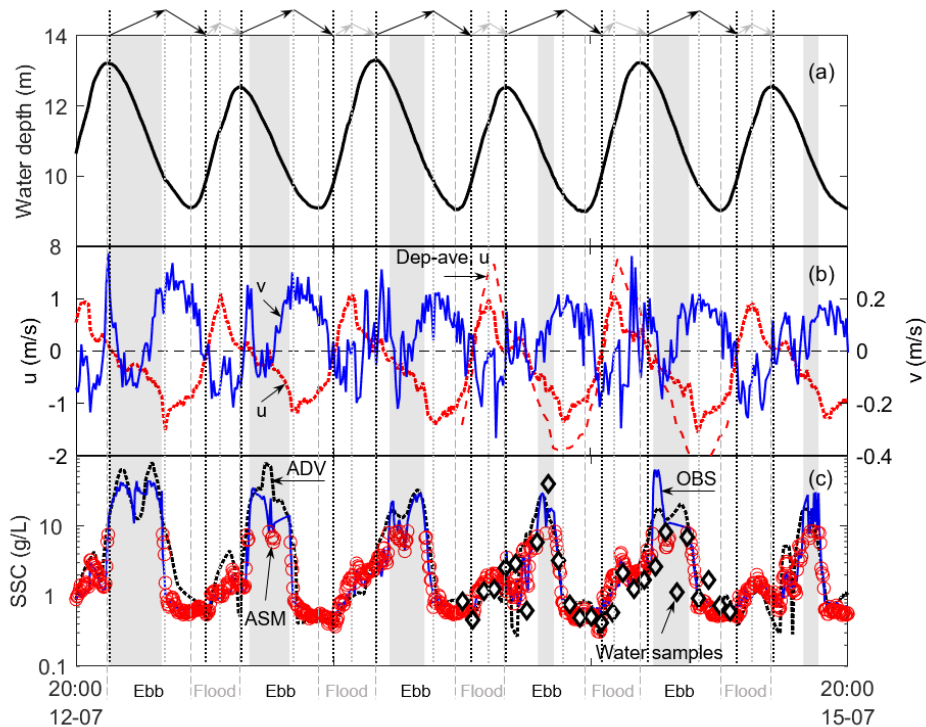 14
12
10
8
Water depth (m)
(a)
Dep-ave. u
(b)
v
u
1
0
-1
-2
u (m/s)
0.2
0
-0.2
-0.4
v (m/s)
ADV
OBS
(c)
ASM
Water samples
10
1
0.1
SSC (g/L)
20:00 Ebb Flood Ebb Flood Ebb Flood Ebb Flood Ebb Flood 20:00
12-07 15-07